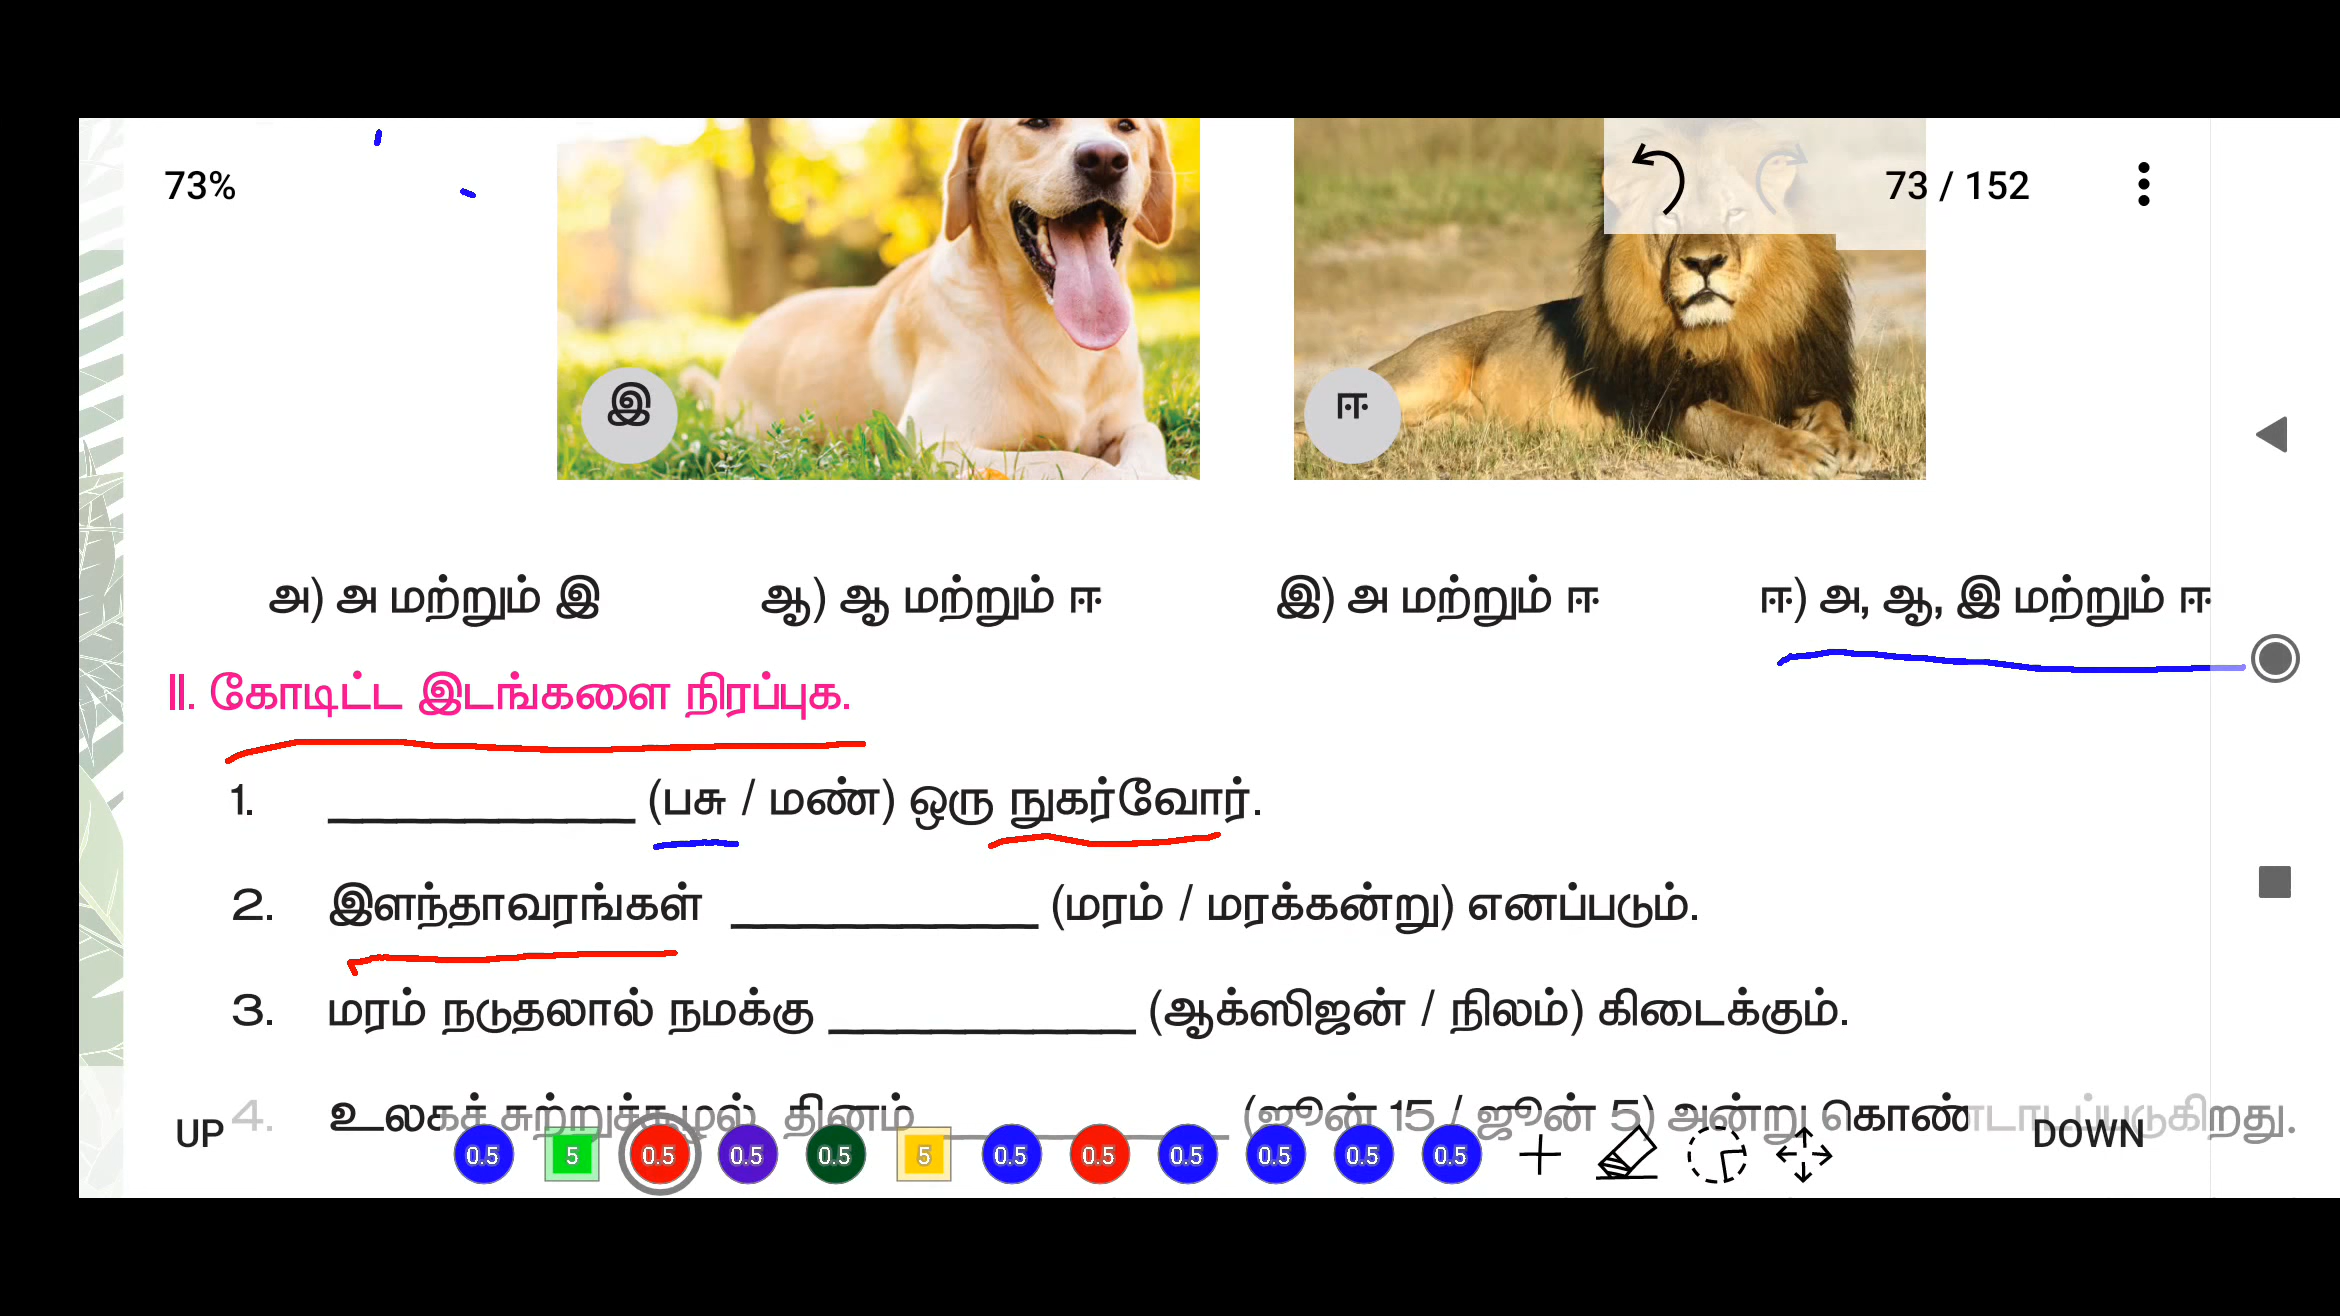 73%
73 / 152
இ
ஈ
அ) அ மற்றும் இ ஆ) ஆ மற்றும் ஈ இ) அ மற்றும் ஈ ஈ) அ, ஆ, இ மற்றும் ஈ
II. கோடிட்ட இடங்களை நிரப்புக.
1. ____________ (பசு / மண்) ஒரு நுகர்வோர்.
2. இளந்தாவரங்கள் ____________ (மரம் / மரக்கன்று) எனப்படும்.
3. மரம் நடுதலால் நமக்கு ____________ (ஆக்ஸிஜன் / நிலம்) கிடைக்கும்.
4. உலகச் சுற்றுச்சூழல் தினம் ____________ (ஜூன் 15 / ஜூன் 5) அன்று கொண்டாடப்படுகிறது.
UP 0.5 5 0.5 0.5 0.5 5 0.5 0.5 0.5 0.5 0.5 0.5 DOWN